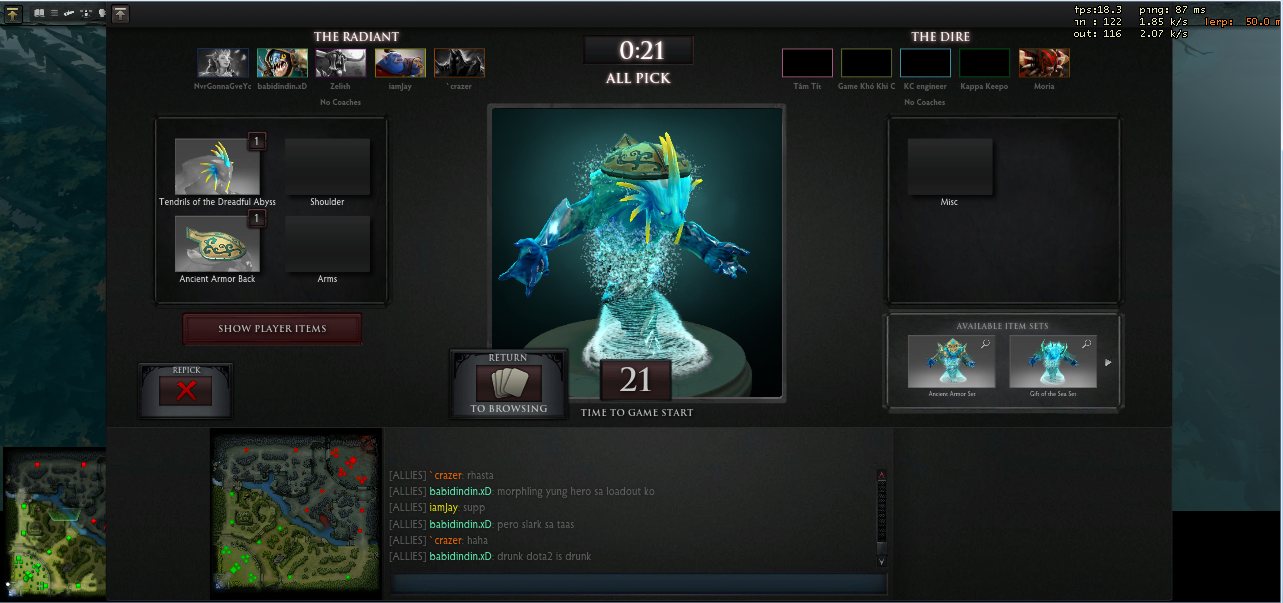 fps:18.3 ping: 87 ms
in : 122 1.85 k/s lerp: 50.0 m
out: 116 2.07 k/s
THE RADIANT
0:21
THE DIRE
ALL PICK
NvrGonnaGveYc babidindin.xD Zelish iamJay `crazer
Tâm Tís Game Khó Khi C KC engineer Kappa Keepo Moria
No Coaches
No Coaches
1
Tendrils of the Dreadful Abyss Shoulder
1
Ancient Armor Back Arms
Misc
SHOW PLAYER ITEMS
AVAILABLE ITEM SETS
Ancient Armor Set Gift of the Sea Set
REPICK
RETURN
TO BROWSING
21
TIME TO GAME START
[ALLIES] `crazer: rhasta
[ALLIES] babidindin.xD: morphling yung hero sa loadout ko
[ALLIES] iamJay: supp
[ALLIES] babidindin.xD: pero slark sa taas
[ALLIES] `crazer: haha
[ALLIES] babidindin.xD: drunk dota2 is drunk